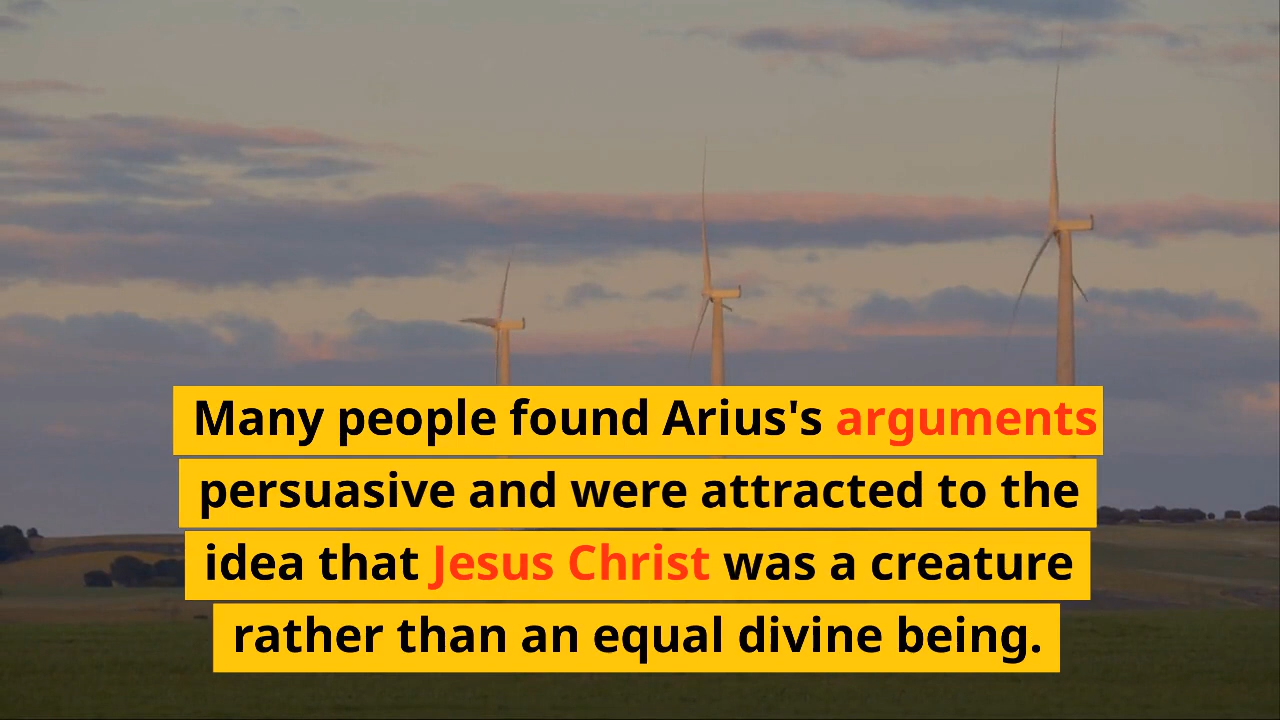 Many people found Arius's arguments
persuasive and were attracted to the
idea that Jesus Christ was a creature
rather than an equal divine being.